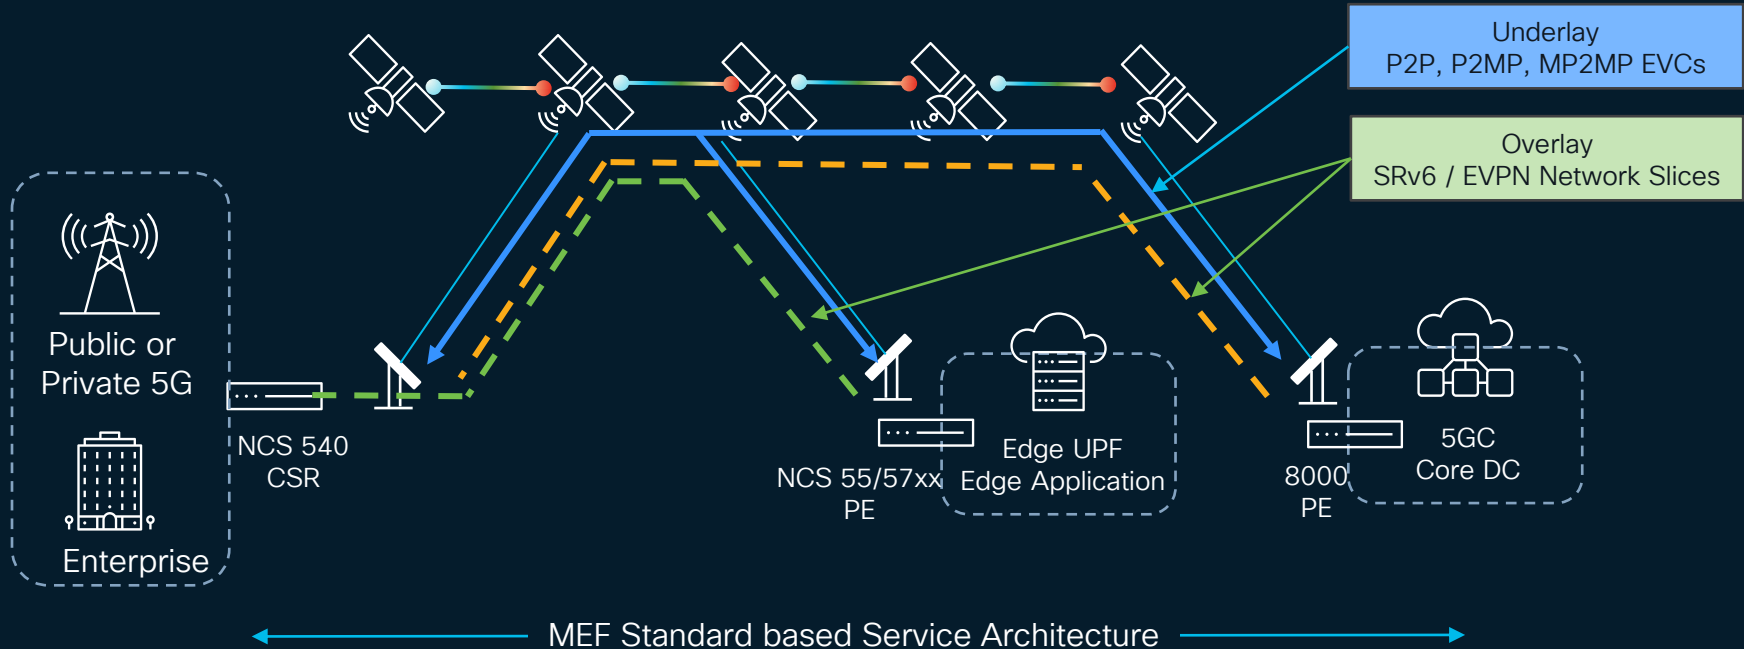 Underlay
P2P, P2MP, MP2MP EVCs
Overlay
SRv6 / EVPN Network Slices
Public or
Private 5G
Enterprise
NCS 540
CSR
NCS 55/57xx
PE
Edge UPF
Edge Application
8000
PE
5GC
Core DC
MEF Standard based Service Architecture